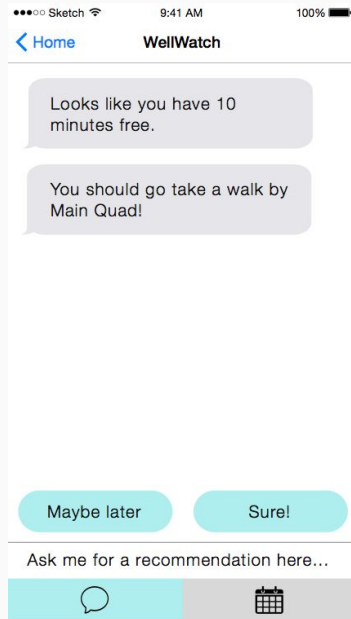 Sketch 9:41 AM 100%
Home WellWatch
Looks like you have 10
minutes free.
You should go take a walk by
Main Quad!
Maybe later Sure!
Ask me for a recommendation here...